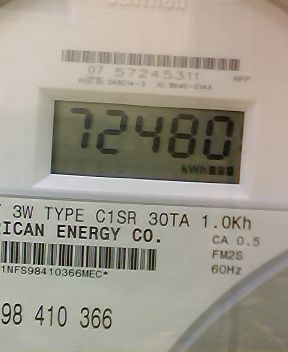 07 57245311
72480
kWh
3W TYPE C1SR 30TA 1.0Kh
RICAN ENERGY CO.
CA 0.5
FM2S
60Hz
1NFS98410366MEC*
98 410 366